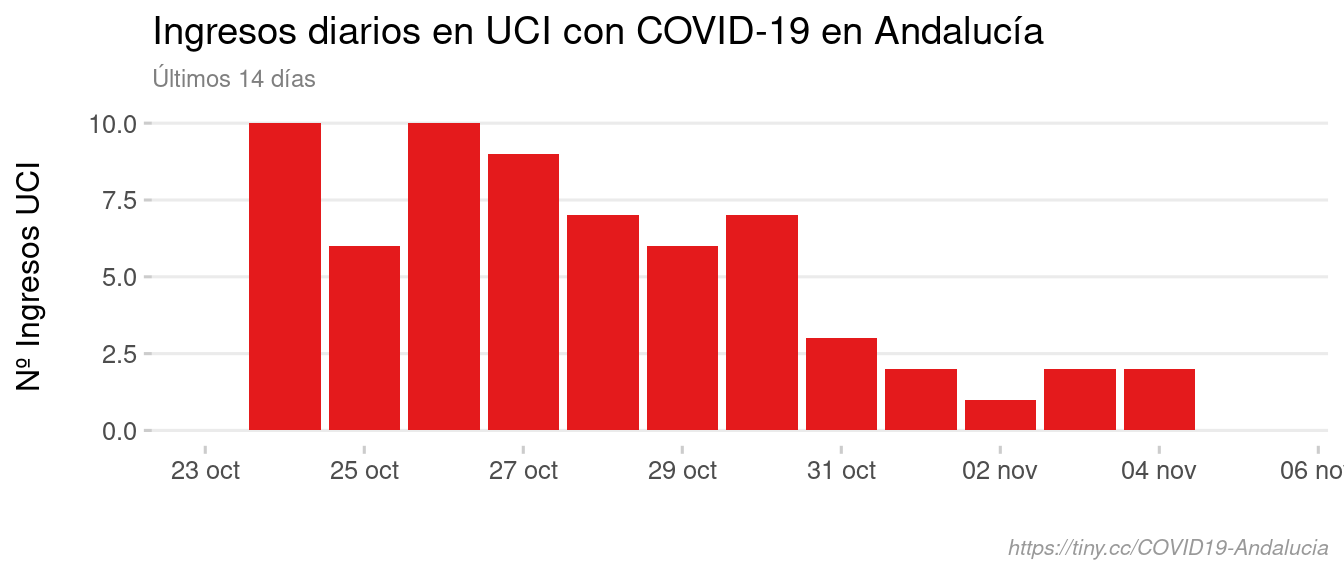 Ingresos diarios en UCI con COVID-19 en Andalucía
Últimos 14 días
Nº Ingresos UCI
10.0
7.5
5.0
2.5
0.0
23 oct 25 oct 27 oct 29 oct 31 oct 02 nov 04 nov 06 no
https://tiny.cc/COVID19-Andalucia